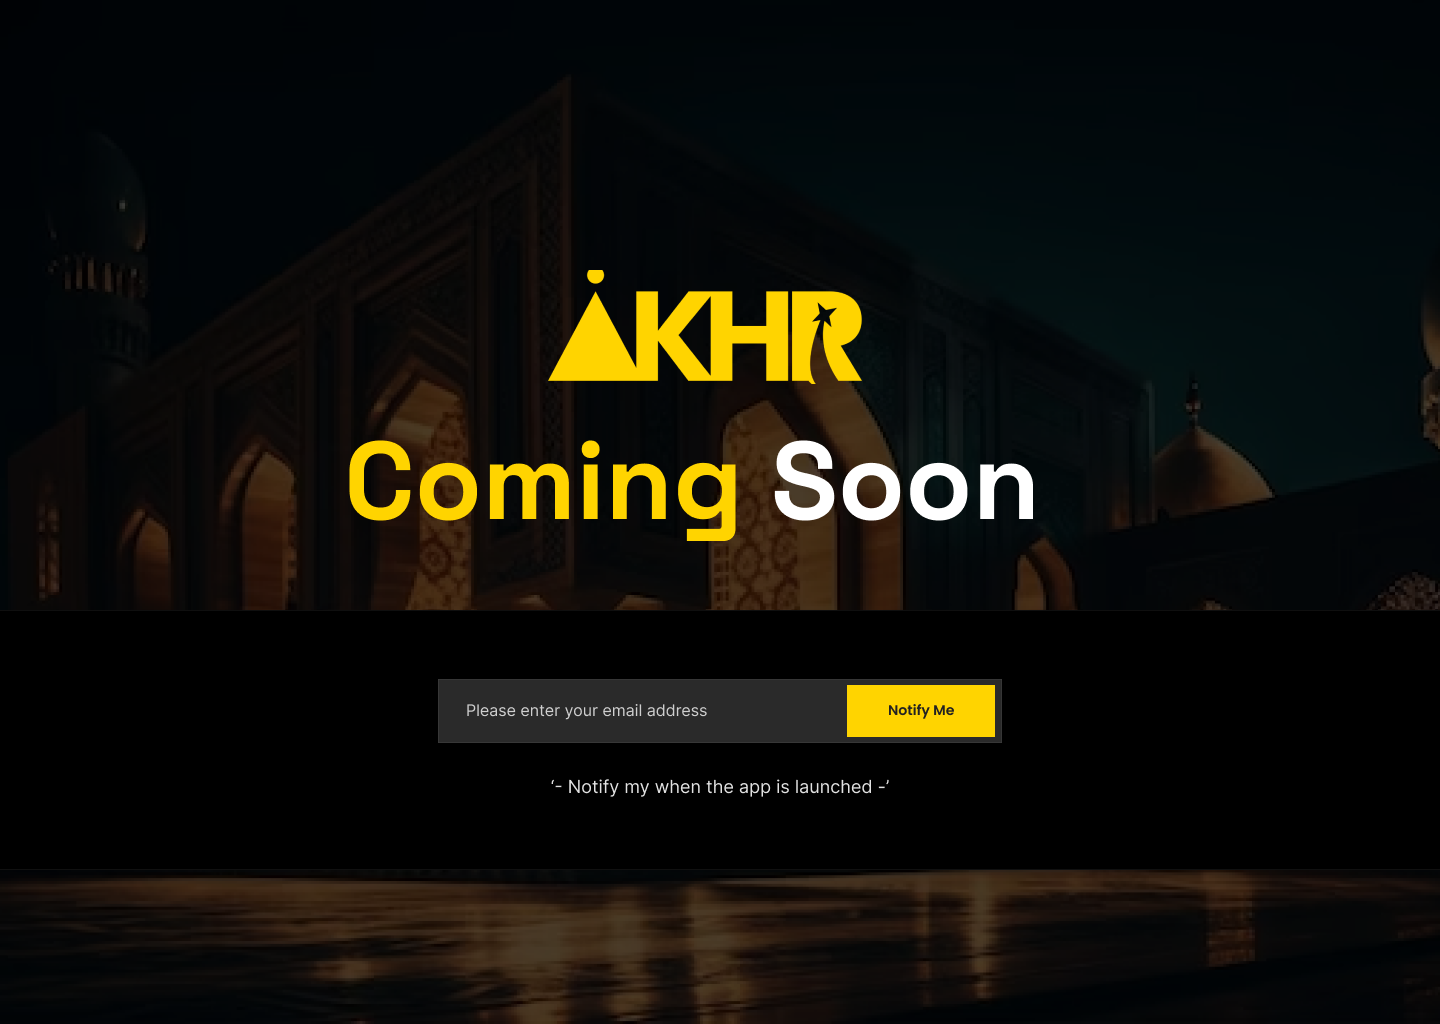 AKHR
Coming Soon
Please enter your email address
Notify Me
‘- Notify my when the app is launched -’